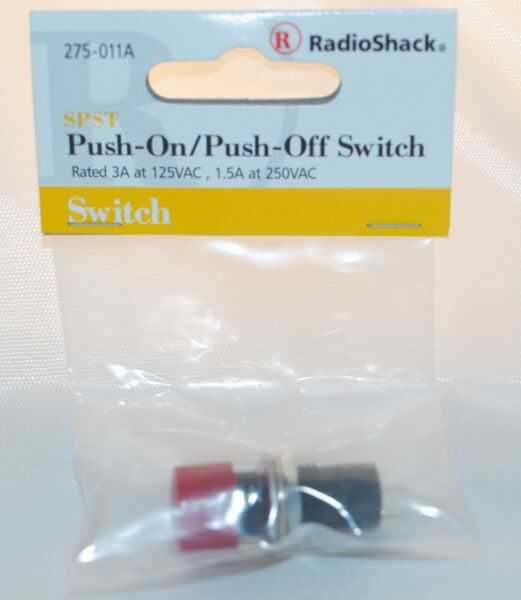 275-011A
R RadioShack®
SPST
Push-On/Push-Off Switch
Rated 3A at 125VAC , 1.5A at 250VAC
Switch